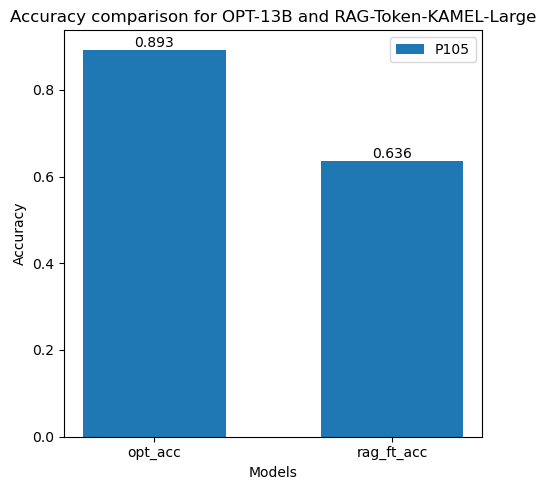 Accuracy comparison for OPT-13B and RAG-Token-KAMEL-Large
0.893
P105
0.8
0.636
0.6
Accuracy
0.4
0.2
0.0
opt_acc
rag_ft_acc
Models